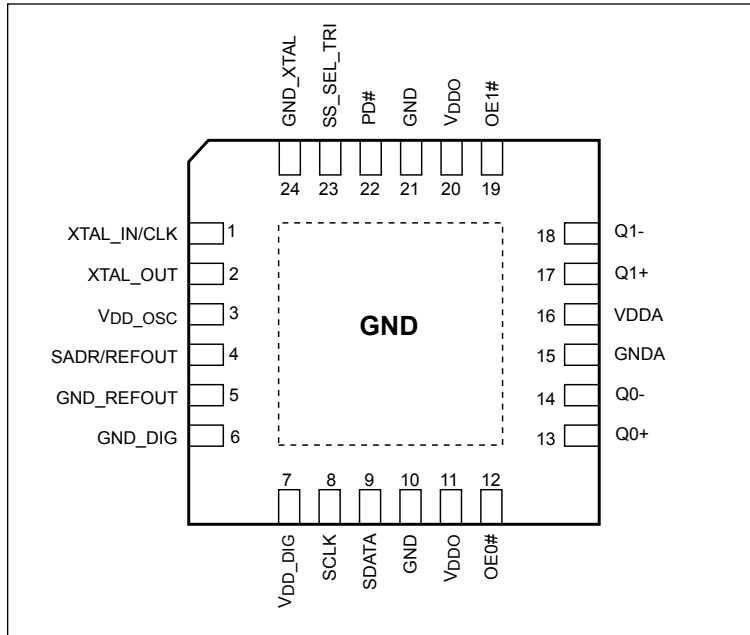 GND_XTAL
SS_SEL_TRI
PD#
GND
VDDO
OE1#
24 23 22 21 20 19
XTAL_IN/CLK 1
XTAL_OUT 2
VDD_OSC 3
SADR/REFOUT 4
GND_REFOUT 5
GND_DIG 6
GND
18 Q1-
17 Q1+
16 VDDA
15 GNDA
14 Q0-
13 Q0+
7 8 9 10 11 12
VDD_DIG
SCLK
SDATA
GND
VDDO
OE0#